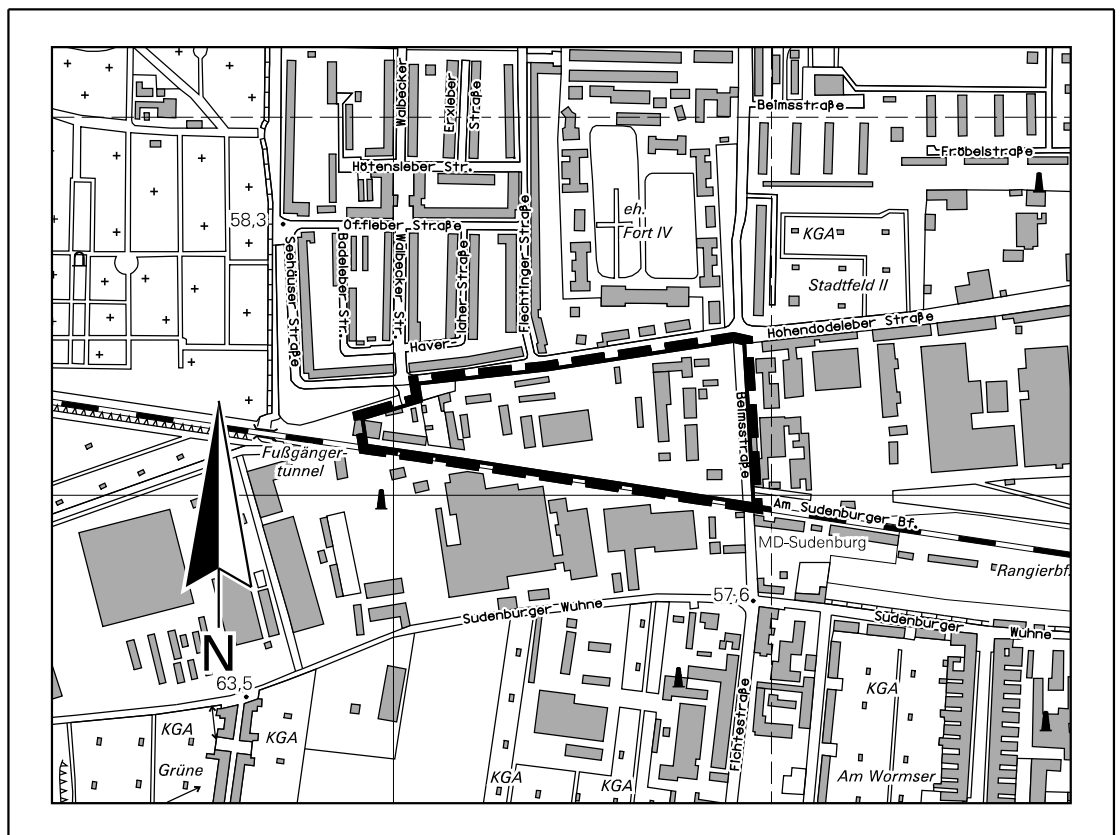 Walbecker
Erxleber
Straße
Beimsstraße
Fröbelstraße
Hötensleber Str.
58,3
Offleber Straße
eh.
Fort IV
KGA
Stadtfeld II
Seehäuser Straße
Badeleber Str.
Walbecker Str.
Haver-
laher Straße
Flechtinger Straße
Hohendodeleber Straße
Beimsstraße
Fußgänger-
tunnel
Am Sudenburger Bf.
MD-Sudenburg
Rangierbf.
57,6
Sudenburger Wuhne
Sudenburger Wuhne
N
63,5
KGA
KGA
Grüne
KGA
KGA
Fichtestraße
KGA
Am Wormser